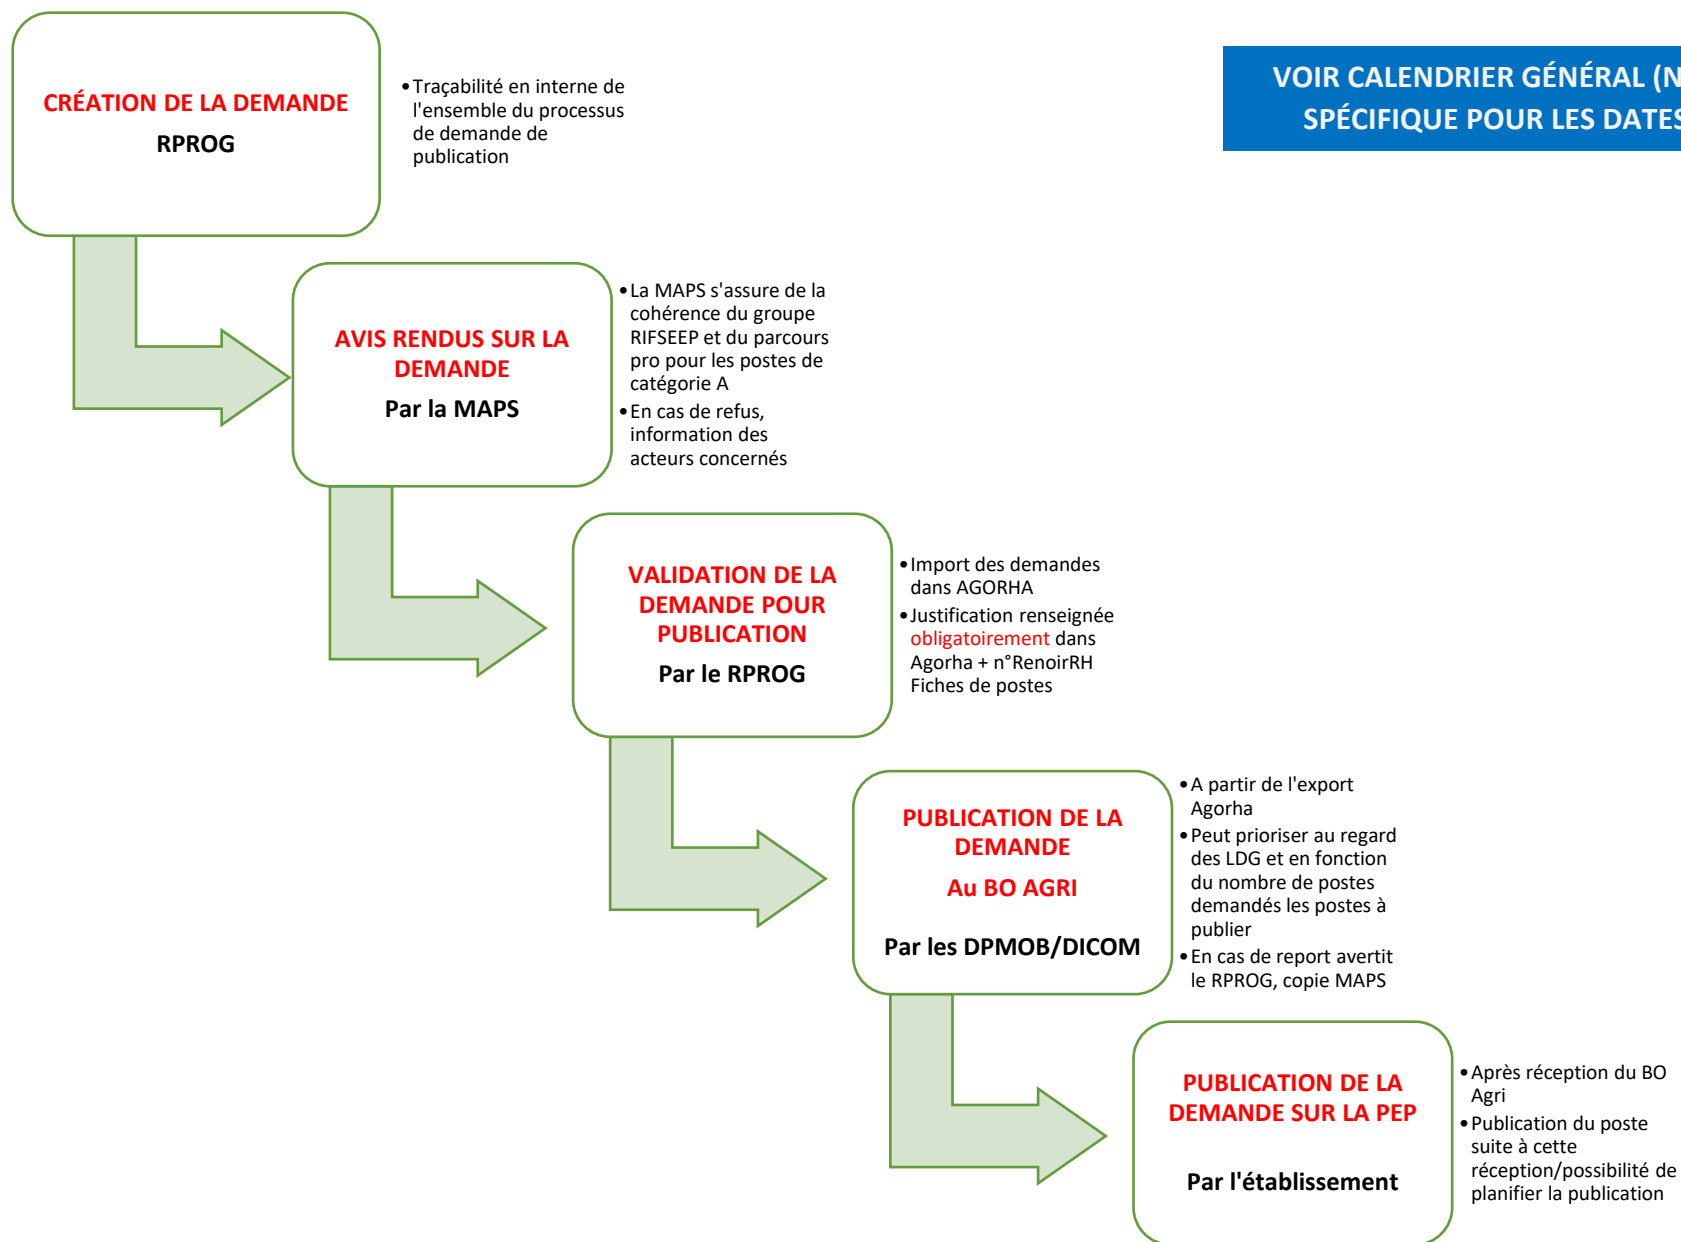 VOIR CALENDRIER GÉNÉRAL (N
SPÉCIFIQUE POUR LES DATES
CRÉATION DE LA DEMANDE
RPROG
•Traçabilité en interne de
l'ensemble du processus
de demande de
publication
AVIS RENDUS SUR LA
DEMANDE
Par la MAPS
•La MAPS s'assure de la
cohérence du groupe
RIFSEEP et du parcours
pro pour les postes de
catégorie A
•En cas de refus,
information des
acteurs concernés
VALIDATION DE LA
DEMANDE POUR
PUBLICATION
Par le RPROG
•Import des demandes
dans AGORHA
•Justification renseignée
obligatoirement dans
Agorha + n°RenoirRH
Fiches de postes
PUBLICATION DE LA
DEMANDE
Au BO AGRI
Par les DPMOB/DICOM
•A partir de l'export
Agorha
•Peut prioriser au regard
des LDG et en fonction
du nombre de postes
demandés les postes à
publier
•En cas de report avertit
le RPROG, copie MAPS
PUBLICATION DE LA
DEMANDE SUR LA PEP
Par l'établissement
•Après réception du BO
Agri
•Publication du poste
suite à cette
réception/possibilité de
planifier la publication